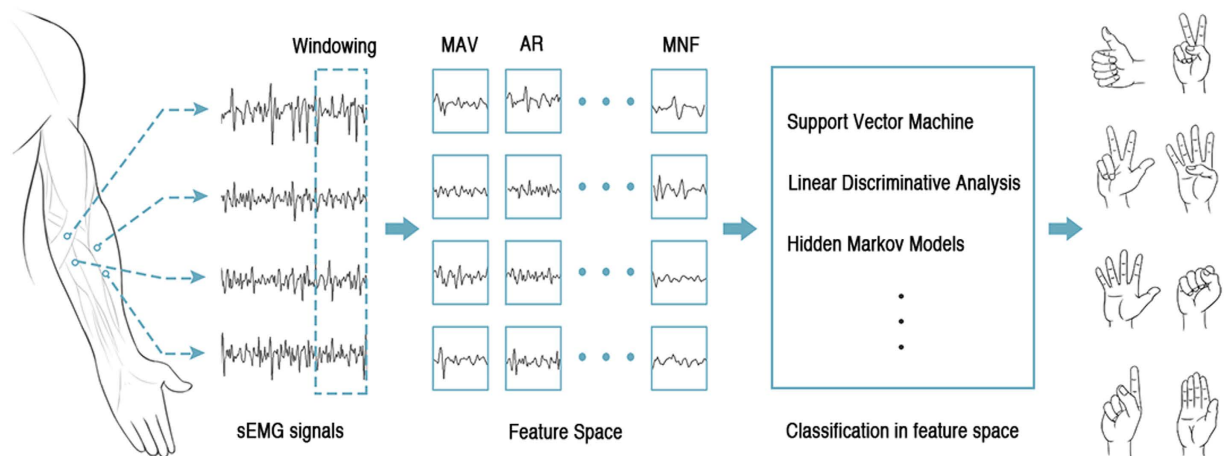 Windowing
MAV AR MNF
Support Vector Machine
Linear Discriminative Analysis
Hidden Markov Models
sEMG signals
Feature Space
Classification in feature space